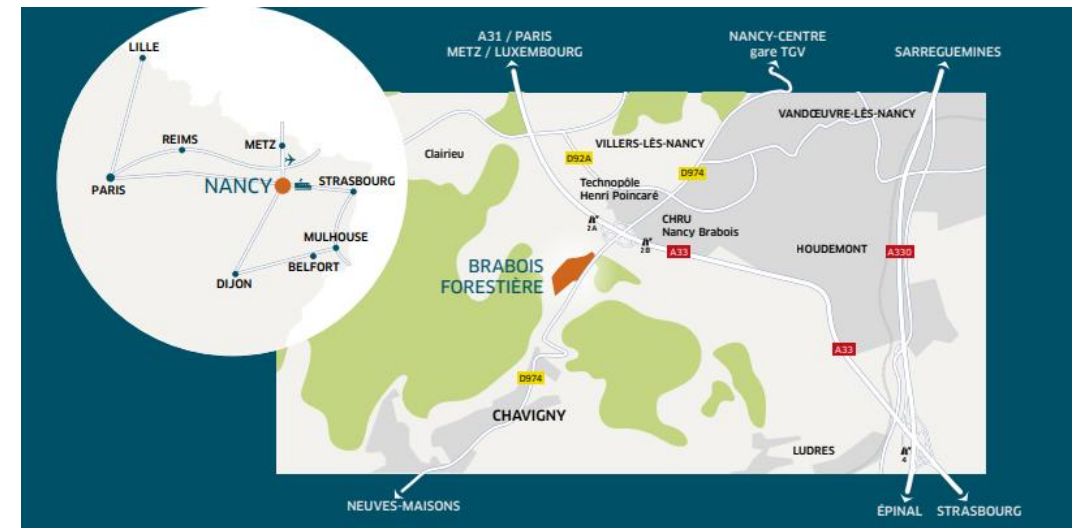 A31 / PARIS
METZ / LUXEMBOURG
NANCY-CENTRE
gare TGV
SARREGUEMINES
LILLE
REIMS
METZ
PARIS
NANCY
STRASBOURG
MULHOUSE
BELFORT
DIJON
Clairieu
VILLERS-LÈS-NANCY
VANDŒUVRE-LÈS-NANCY
D92A
D974
Technopôle
Henri Poincaré
2A
CHRU
Nancy Brabois
2B
A33
HOUDEMONT
A330
BRABOIS
FORESTIÈRE
A33
D974
CHAVIGNY
LUDRES
4
NEUVES-MAISONS
ÉPINAL
STRASBOURG